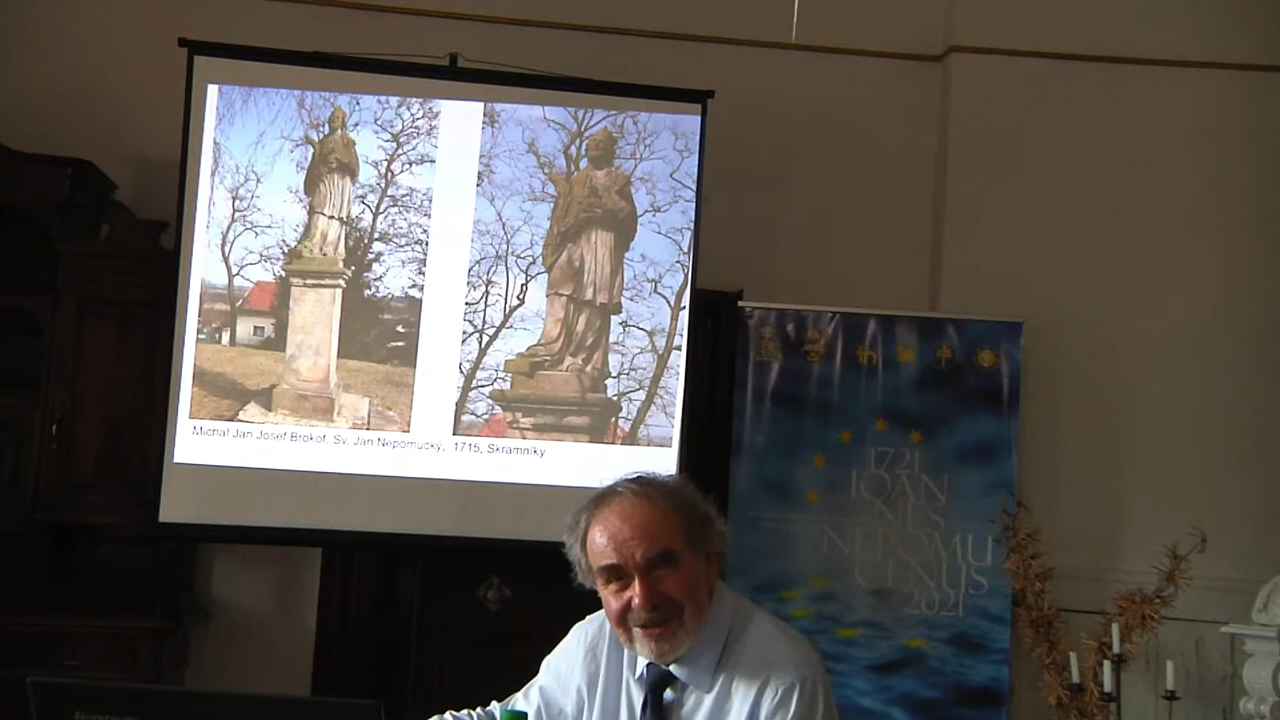 Michal Jan Josef Brokof, Sv. Jan Nepomucký, 1715, Skramníky
1721
IOAN
NES
NEPOMU
CENUS
2021